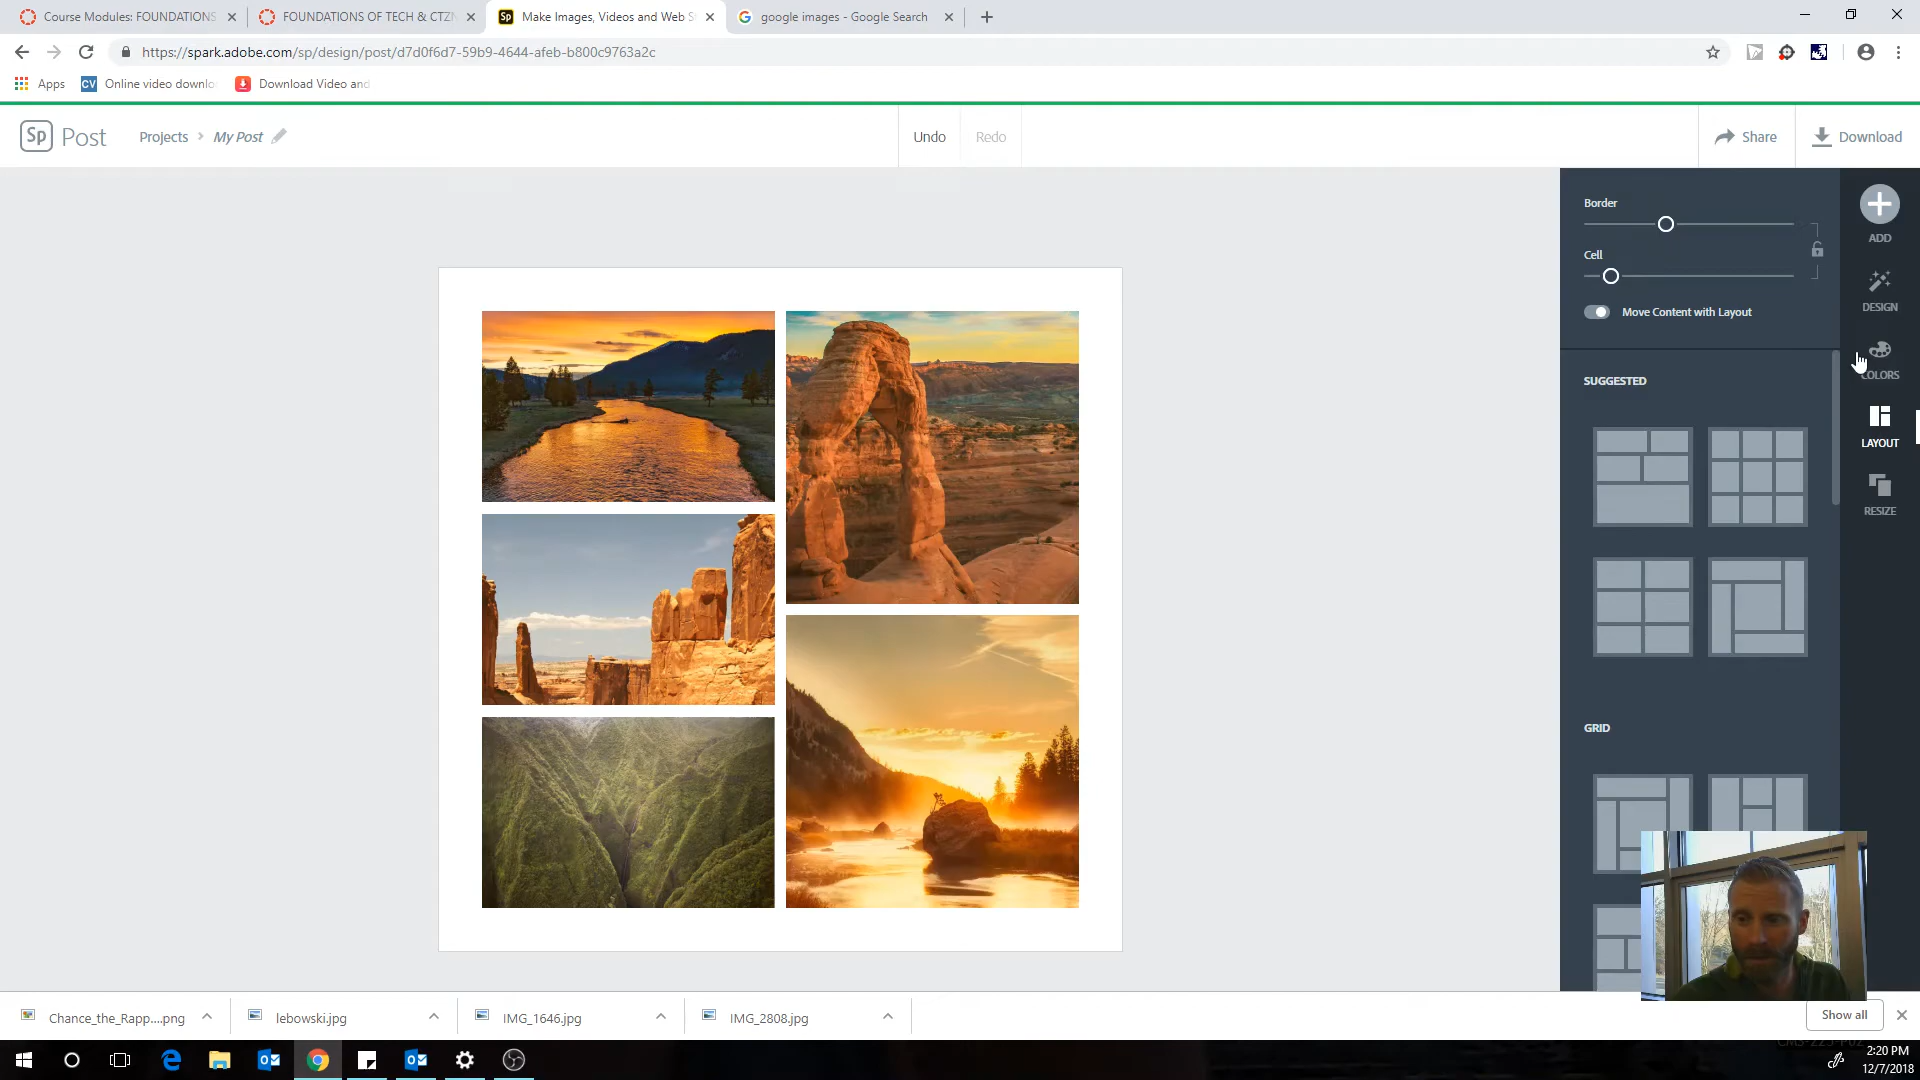 Course Modules: FOUNDATIONS
FOUNDATIONS OF TECH & CTZN
Make Images, Videos and Web S
google images - Google Search
https://spark.adobe.com/sp/design/post/d7d0f6d7-59b9-4644-afeb-b800c9763a2c
Apps
CV
Online video downlo
Download Video and
Sp
Post
Projects
My Post
Undo
Redo
Share
Download
Border
Cell
Move Content with Layout
SUGGESTED
GRID
ADD
DESIGN
COLORS
LAYOUT
RESIZE
Chance_the_Rapp....png
lebowski.jpg
IMG_1646.jpg
IMG_2808.jpg
Show all
2:20 PM
12/7/2018